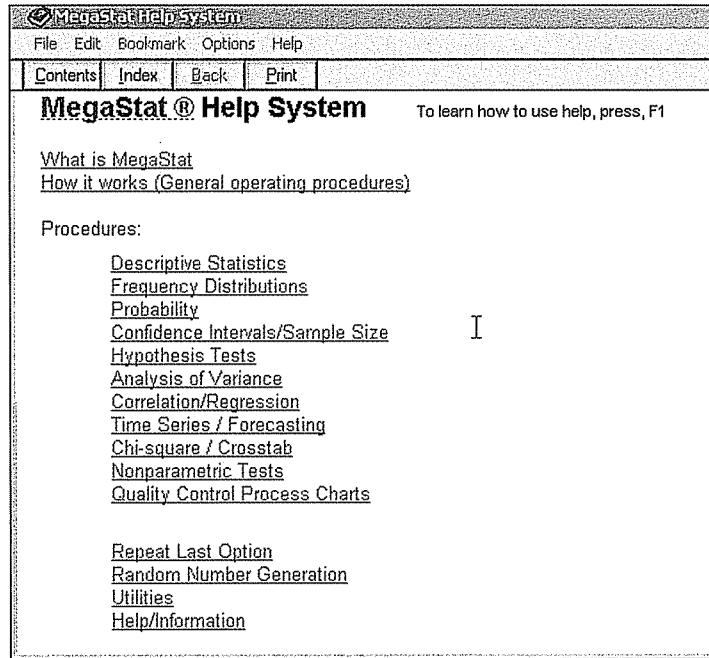 MegaStat Help System
File Edit Bookmark Options Help
Contents Index Back Print
MegaStat ® Help System To learn how to use help, press, F1
What is MegaStat
How it works (General operating procedures)
Procedures:
Descriptive Statistics
Frequency Distributions
Probability
Confidence Intervals/Sample Size
Hypothesis Tests
Analysis of Variance
Correlation/Regression
Time Series / Forecasting
Chi-square / Crosstab
Nonparametric Tests
Quality Control Process Charts
Repeat Last Option
Random Number Generation
Utilities
Help/Information